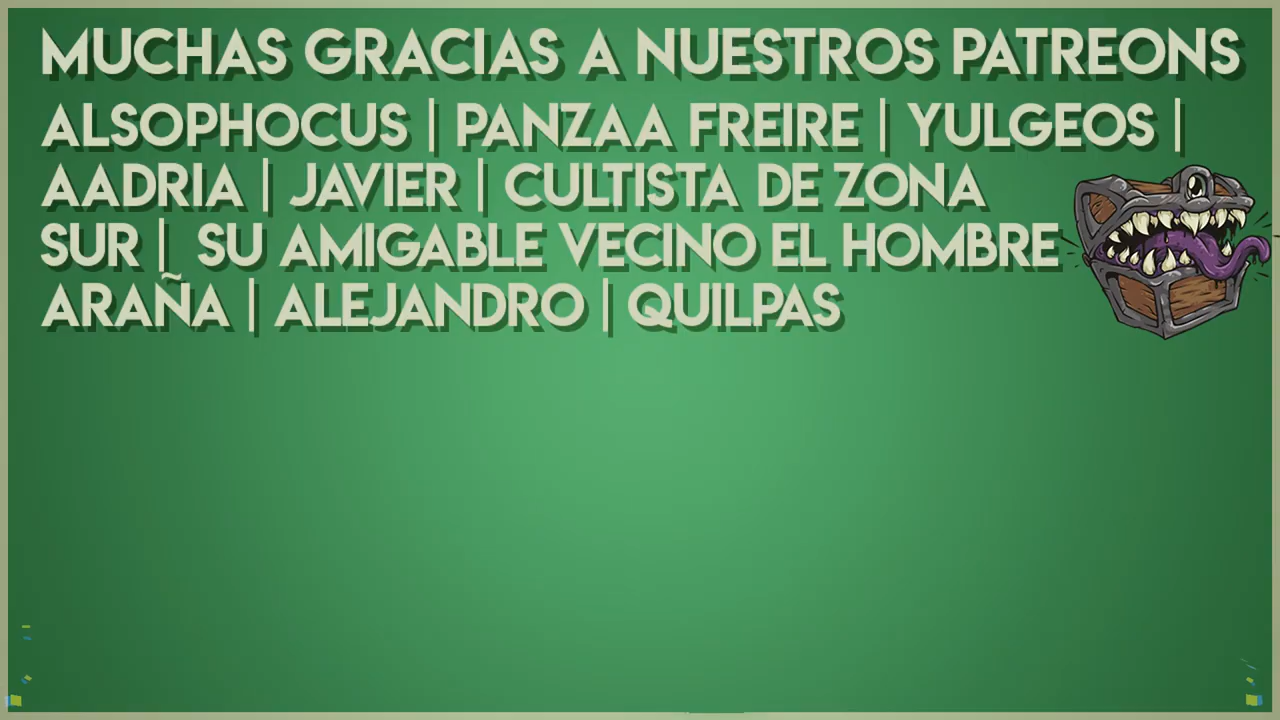 MUCHAS GRACIAS A NUESTROS PATREONS
ALSOPHOCUS | PANZAA FREIRE | YULGEOS |
AADRIA | JAVIER | CULTISTA DE ZONA
SUR | SU AMIGABLE VECINO EL HOMBRE
ARAÑA | ALEJANDRO | QUILPAS